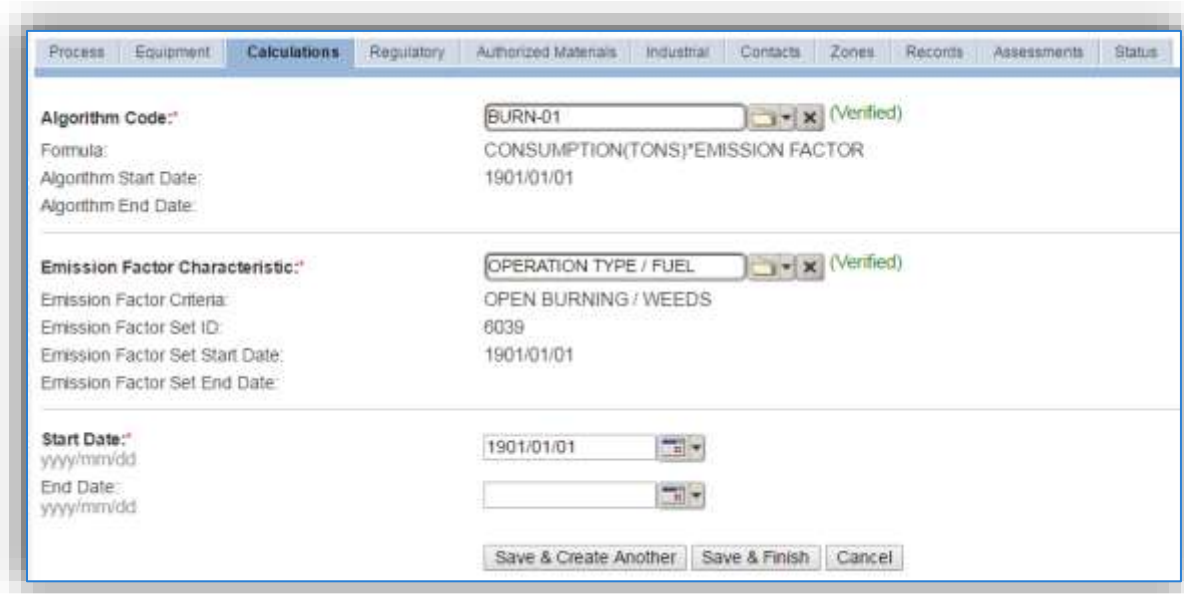 Process Equipment Calculations Regulatory Authorized Materials Industrial Contacts Zones Records Assessments Status
Algorithm Code:* BURN-01 (Verified)
Formula: CONSUMPTION(TONS)*EMISSION FACTOR
Algorithm Start Date: 1901/01/01
Algorithm End Date:
Emission Factor Characteristic:* OPERATION TYPE / FUEL (Verified)
Emission Factor Criteria: OPEN BURNING / WEEDS
Emission Factor Set ID: 6039
Emission Factor Set Start Date: 1901/01/01
Emission Factor Set End Date:
Start Date:* 1901/01/01
yyyy/mm/dd
End Date:
yyyy/mm/dd
Save & Create Another Save & Finish Cancel